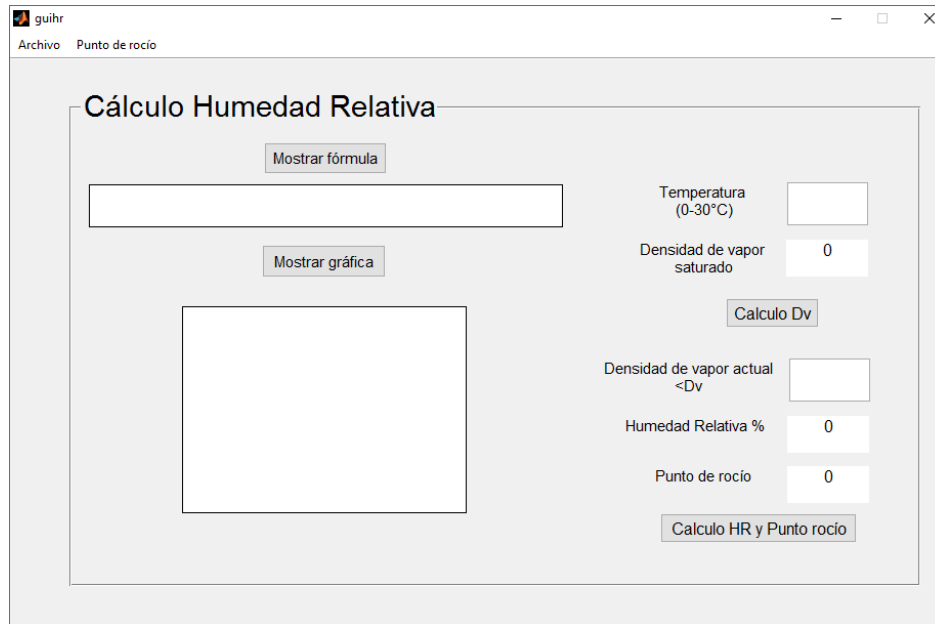 guihr
Archivo Punto de rocío
Cálculo Humedad Relativa
Mostrar fórmula
Mostrar gráfica
Temperatura
(0-30°C)
Densidad de vapor
saturado
0
Calculo Dv
Densidad de vapor actual
<Dv
Humedad Relativa %
0
Punto de rocío
0
Calculo HR y Punto rocío